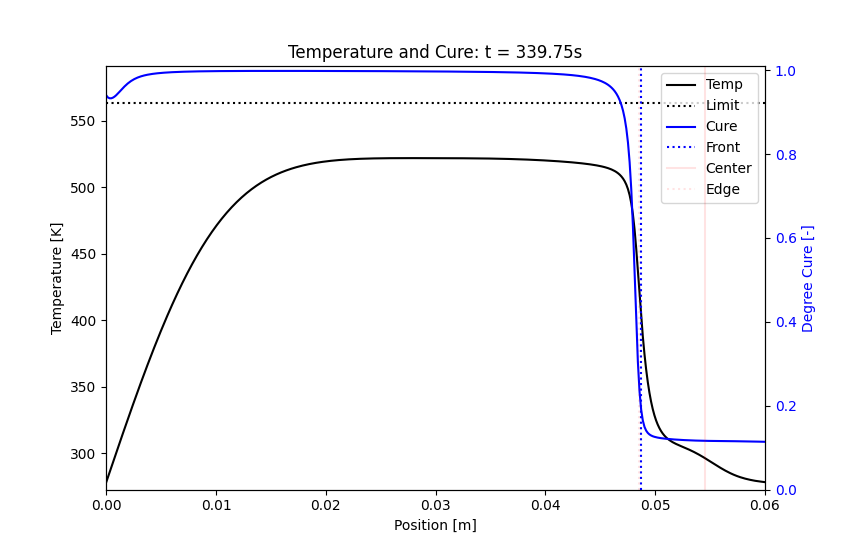 Temperature and Cure: t = 339.75s
Temperature [K]
550
500
450
400
350
300
Temp
Limit
Cure
Front
Center
Edge
1.0
0.8
0.6
0.4
0.2
0.0
Degree Cure [-]
0.00
0.01
0.02
0.03
0.04
0.05
0.06
Position [m]